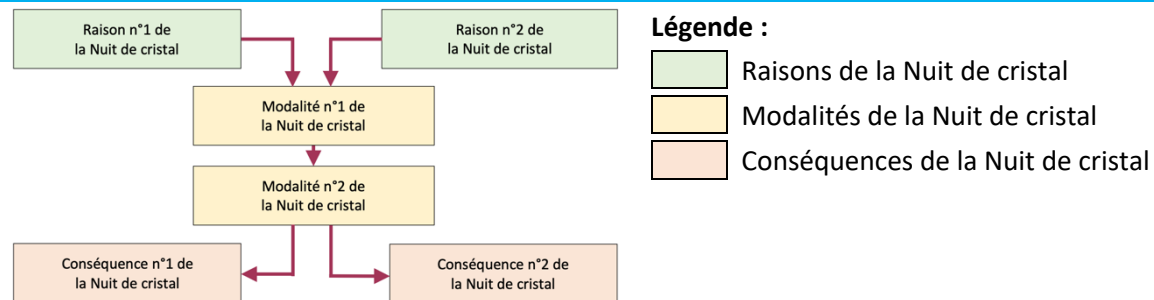 Raison n°1 de
la Nuit de cristal
Raison n°2 de
la Nuit de cristal
Modalité n°1 de
la Nuit de cristal
Modalité n°2 de
la Nuit de cristal
Conséquence n°1 de
la Nuit de cristal
Conséquence n°2 de
la Nuit de cristal
Légende :
Raisons de la Nuit de cristal
Modalités de la Nuit de cristal
Conséquences de la Nuit de cristal